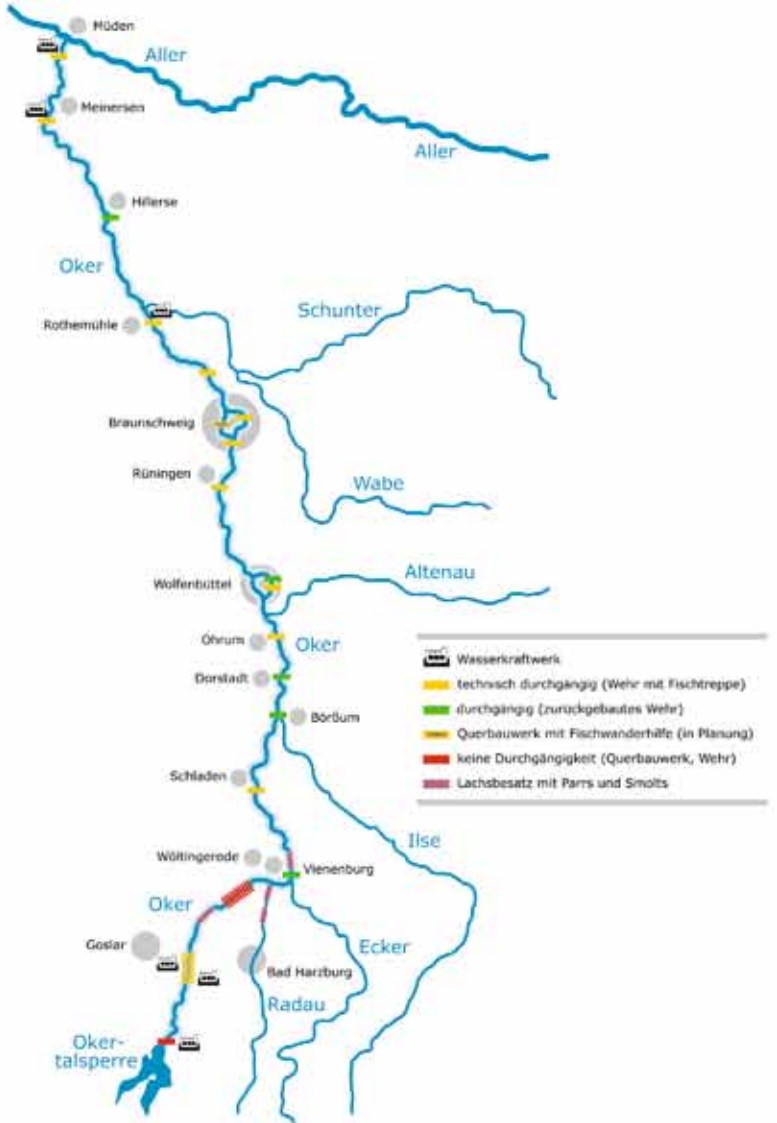 Müden
Aller
Meinersen
Aller
Hillerse
Oker
Schunter
Rothemühle
Braunschweig
Rüningen
Wabe
Wolfenbüttel
Altenau
Ohrum
Oker
Dorstadt
Börßum
Wasserkraftwerk
technisch durchgängig (Wehr mit Fischtreppe)
durchgängig (zurückgebautes Wehr)
Querbauwerk mit Fischwanderhilfe (in Planung)
keine Durchgängigkeit (Querbauwerk, Wehr)
Lachsbesatz mit Parrs und Smolts
Schladen
Ilse
Wöltingerode
Vienenburg
Oker
Goslar
Ecker
Bad Harzburg
Radau
Oker-
talsperre